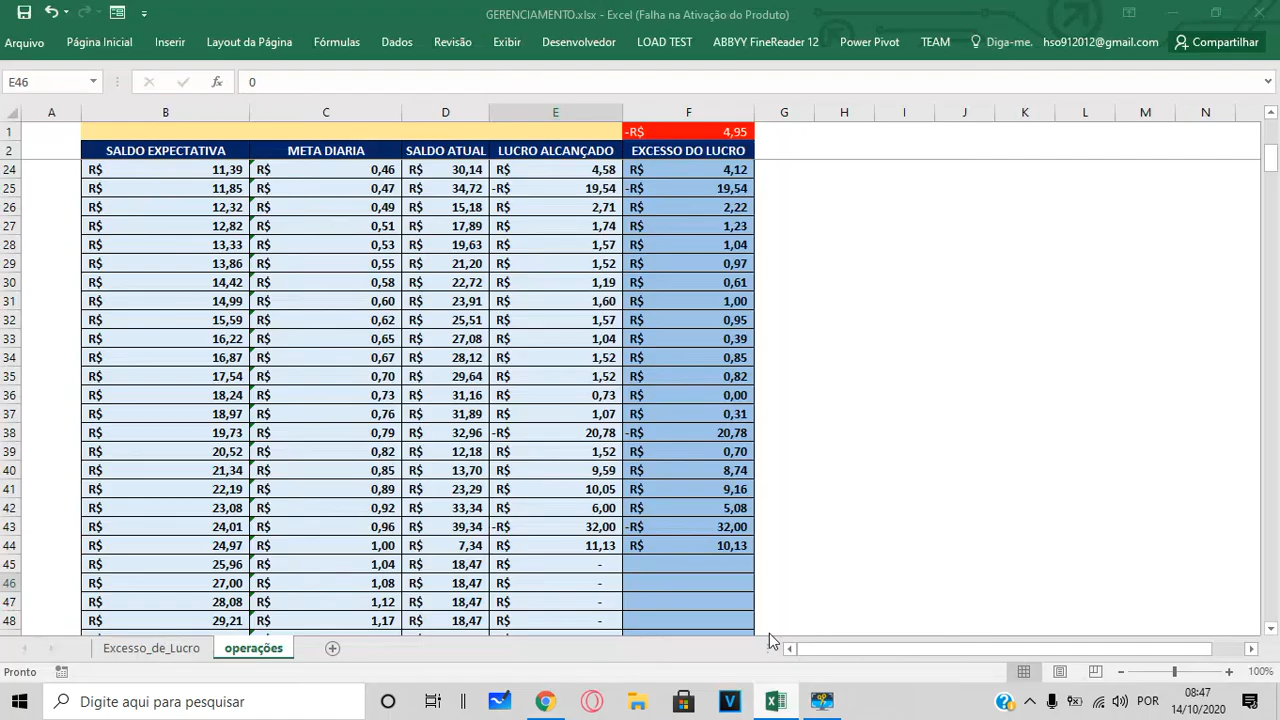 GERENCIAMENTO.xlsx - Excel (Falha na Ativação do Produto)
Arquivo Página Inicial Inserir Layout da Página Fórmulas Dados Revisão Exibir Desenvolvedor LOAD TEST ABBYY FineReader 12 Power Pivot TEAM Diga-me. hso912012@gmail.com Compartilhar
E46 fx 0
A B C D E F G H I J K L M N
1 -R$ 4,95
2 SALDO EXPECTATIVA META DIARIA SALDO ATUAL LUCRO ALCANÇADO EXCESSO DO LUCRO
24 R$ 11,39 R$ 0,46 R$ 30,14 R$ 4,58 R$ 4,12
25 R$ 11,85 R$ 0,47 R$ 34,72 -R$ 19,54 -R$ 19,54
26 R$ 12,32 R$ 0,49 R$ 15,18 R$ 2,71 R$ 2,22
27 R$ 12,82 R$ 0,51 R$ 17,89 R$ 1,74 R$ 1,23
28 R$ 13,33 R$ 0,53 R$ 19,63 R$ 1,57 R$ 1,04
29 R$ 13,86 R$ 0,55 R$ 21,20 R$ 1,52 R$ 0,97
30 R$ 14,42 R$ 0,58 R$ 22,72 R$ 1,19 R$ 0,61
31 R$ 14,99 R$ 0,60 R$ 23,91 R$ 1,60 R$ 1,00
32 R$ 15,59 R$ 0,62 R$ 25,51 R$ 1,57 R$ 0,95
33 R$ 16,22 R$ 0,65 R$ 27,08 R$ 1,04 R$ 0,39
34 R$ 16,87 R$ 0,67 R$ 28,12 R$ 1,52 R$ 0,85
35 R$ 17,54 R$ 0,70 R$ 29,64 R$ 1,52 R$ 0,82
36 R$ 18,24 R$ 0,73 R$ 31,16 R$ 0,73 R$ 0,00
37 R$ 18,97 R$ 0,76 R$ 31,89 R$ 1,07 R$ 0,31
38 R$ 19,73 R$ 0,79 R$ 32,96 -R$ 20,78 -R$ 20,78
39 R$ 20,52 R$ 0,82 R$ 12,18 R$ 1,52 R$ 0,70
40 R$ 21,34 R$ 0,85 R$ 13,70 R$ 9,59 R$ 8,74
41 R$ 22,19 R$ 0,89 R$ 23,29 R$ 10,05 R$ 9,16
42 R$ 23,08 R$ 0,92 R$ 33,34 R$ 6,00 R$ 5,08
43 R$ 24,01 R$ 0,96 R$ 39,34 -R$ 32,00 -R$ 32,00
44 R$ 24,97 R$ 1,00 R$ 7,34 R$ 11,13 R$ 10,13
45 R$ 25,96 R$ 1,04 R$ 18,47 R$ -
46 R$ 27,00 R$ 1,08 R$ 18,47 R$ -
47 R$ 28,08 R$ 1,12 R$ 18,47 R$ -
48 R$ 29,21 R$ 1,17 R$ 18,47 R$ -
Excesso_de_Lucro operações
Pronto 100%
Digite aqui para pesquisar POR 08:47
14/10/2020